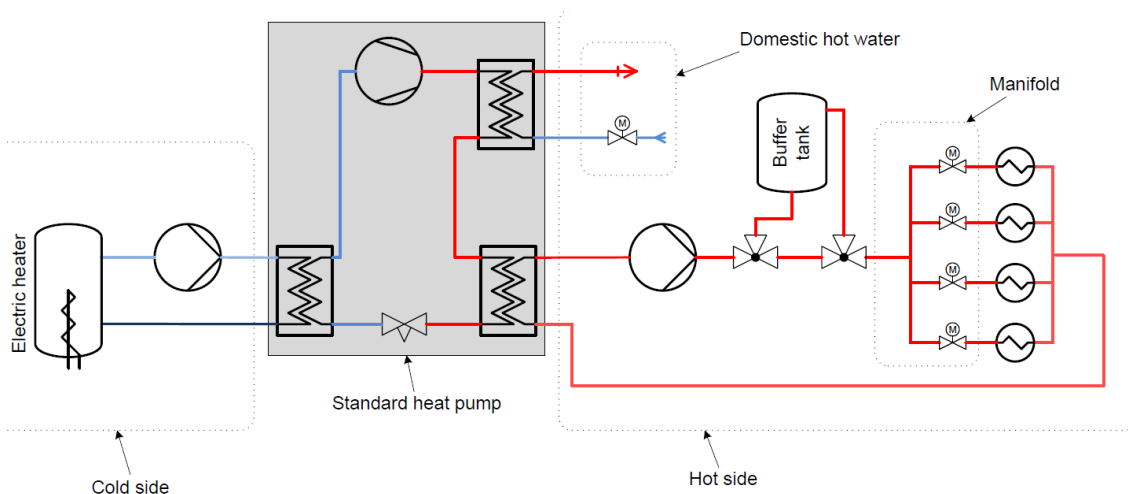 Domestic hot water
Manifold
M
Buffer
tank
M
M
M
M
Electric heater
Standard heat pump
Cold side
Hot side